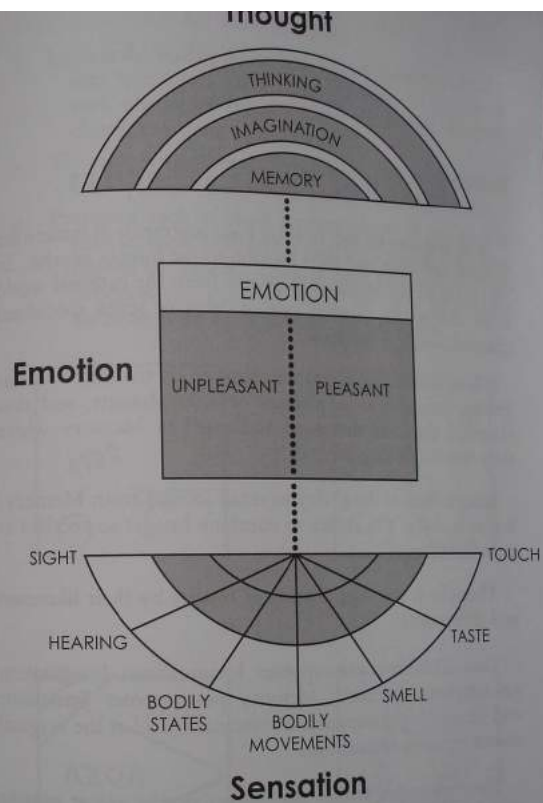 Thought
THINKING
IMAGINATION
MEMORY
EMOTION
Emotion
UNPLEASANT PLEASANT
SIGHT TOUCH
HEARING TASTE
BODILY STATES SMELL
BODILY MOVEMENTS
Sensation